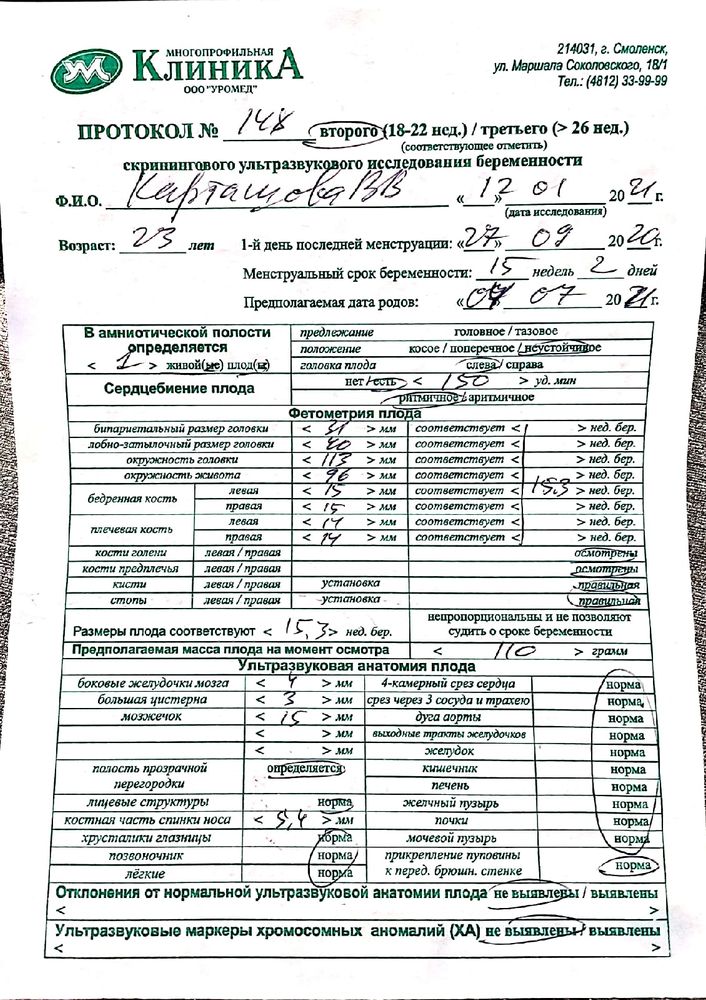 МНОГОПРОФИЛЬНАЯ
КЛИНИКА
ООО "УРОМЕД"
214031, г. Смоленск,
ул. Маршала Соколовского, 18/1
Тел.: (4812) 33-99-99
ПРОТОКОЛ № 148 второго (18-22 нед.) / третьего (> 26 нед.)
(соответствующее отметить)
скринингового ультразвукового исследования беременности
Ф.И.О. Карташова ВВ «12» 01 2021 г.
(дата исследования)
Возраст: 23 лет 1-й день последней менструации: «27» 09 2020 г.
Менструальный срок беременности: 15 недель 2 дней
Предполагаемая дата родов: «04» 07 2021 г.
В амниотической полости определяется предлежание головное / тазовое
положение косое / поперечное / неустойчивое
< 1 > живой(ые) плод(ы) головка плода слева / справа
Сердцебиение плода нет / есть < 150 > уд. мин
ритмичное / аритмичное
Фетометрия плода
бипариетальный размер головки < 31 > мм соответствует < > нед. бер.
лобно-затылочный размер головки < 40 > мм соответствует < > нед. бер.
окружность головки < 113 > мм соответствует < > нед. бер.
окружность живота < 96 > мм соответствует < > нед. бер.
бедренная кость левая < 15 > мм соответствует < 15,3 > нед. бер.
правая < 15 > мм соответствует < > нед. бер.
плечевая кость левая < 14 > мм соответствует < > нед. бер.
правая < 14 > мм соответствует < > нед. бер.
кости голени левая / правая осмотрены
кости предплечья левая / правая осмотрены
кисти левая / правая установка правильная
стопы левая / правая установка правильная
Размеры плода соответствуют < 15,3 > нед. бер. непропорциональны и не позволяют судить о сроке беременности
Предполагаемая масса плода на момент осмотра < 110 > грамм
Ультразвуковая анатомия плода
боковые желудочки мозга < 4 > мм 4-камерный срез сердца норма
большая цистерна < 3 > мм срез через 3 сосуда и трахею норма
мозжечок < 15 > мм дуга аорты норма
< > мм выходные тракты желудочков норма
< > мм желудок норма
полость прозрачной перегородки определяется кишечник норма
печень норма
лицевые структуры норма желчный пузырь норма
костная часть спинки носа < 5,4 > мм почки норма
хрусталики глазницы норма мочевой пузырь норма
позвоночник норма прикрепление пуповины к перед. брюшн. стенке норма
лёгкие норма
Отклонения от нормальной ультразвуковой анатомии плода не выявлены / выявлены
< >
Ультразвуковые маркеры хромосомных аномалий (ХА) не выявлены / выявлены
< >